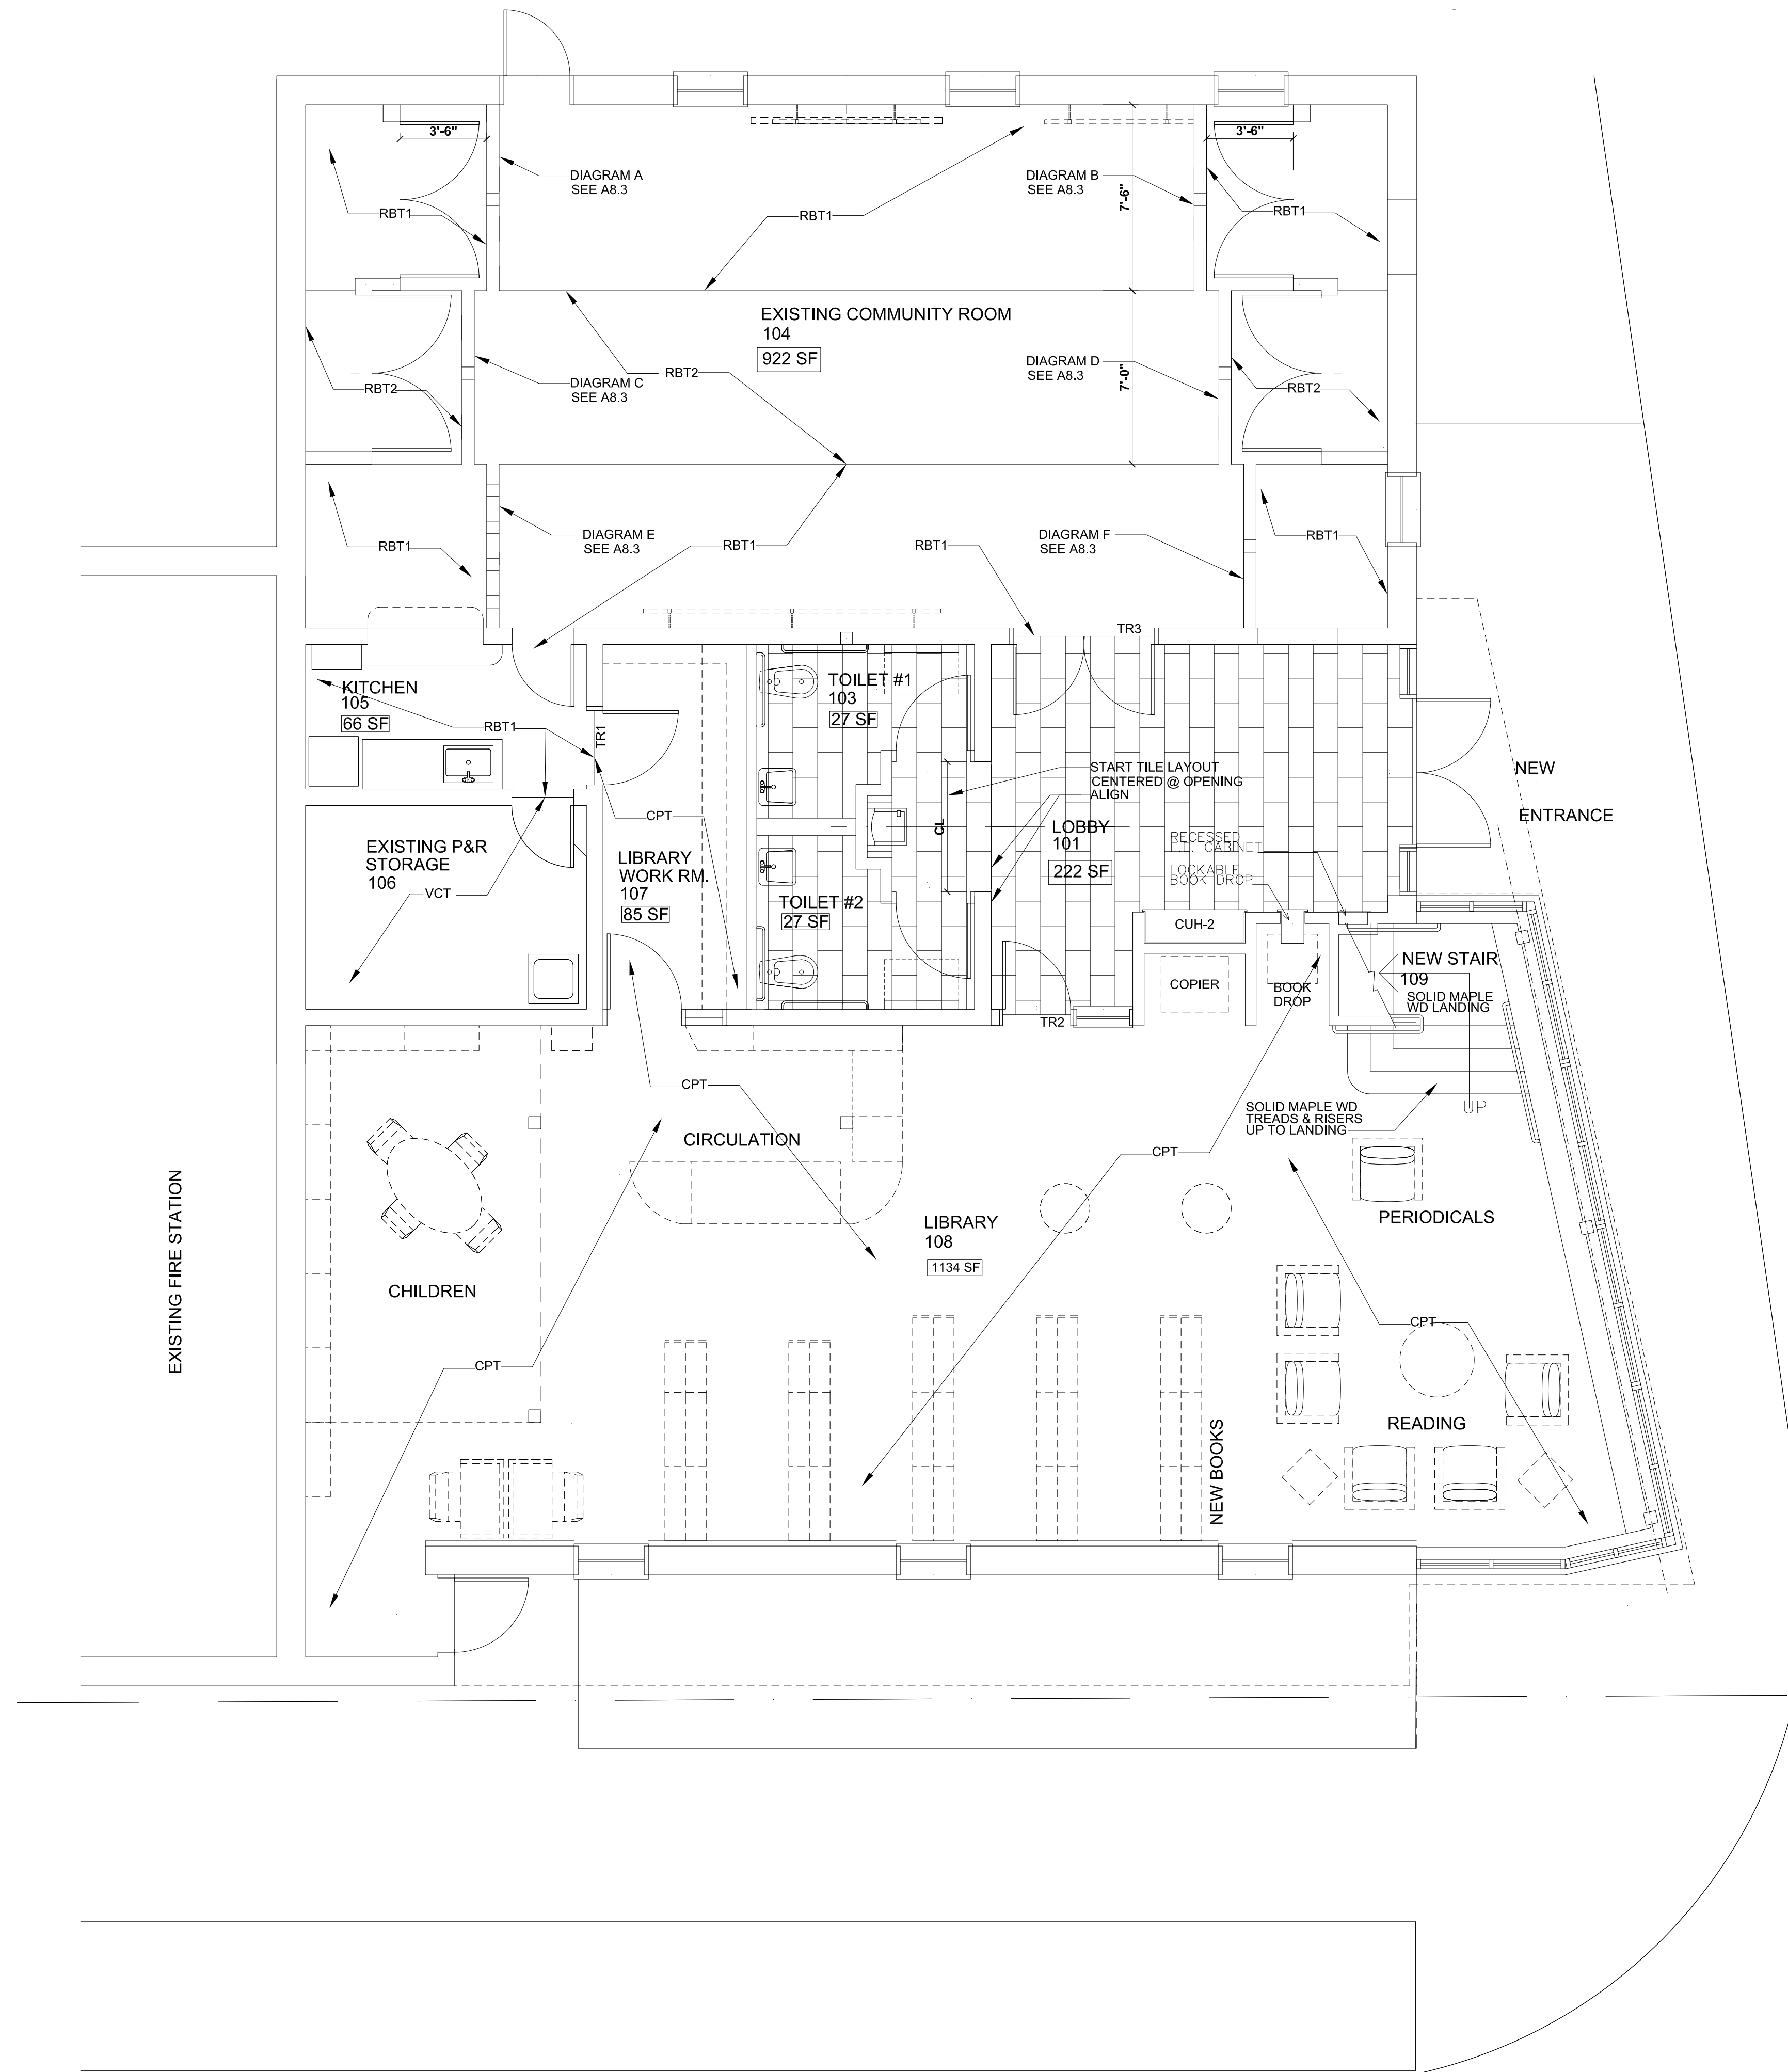 3'-6"
3'-6"
DIAGRAM A
SEE A8.3
DIAGRAM B
SEE A8.3
7'-6"
RBT1
RBT1
RBT1
EXISTING COMMUNITY ROOM
104
922 SF
DIAGRAM C
SEE A8.3
RBT2
RBT2
DIAGRAM D
SEE A8.3
7'-0"
RBT2
RBT1
DIAGRAM E
SEE A8.3
RBT1
RBT1
DIAGRAM F
SEE A8.3
RBT1
TR3
KITCHEN
105
66 SF
RBT1
TR1
TOILET #1
103
27 SF
START TILE LAYOUT
CENTERED @ OPENING
ALIGN
CL
NEW
ENTRANCE
CPT
EXISTING P&R
STORAGE
106
VCT
LIBRARY
WORK RM.
107
85 SF
TOILET #2
27 SF
LOBBY
101
222 SF
RECESSED
F.E. CABINET
LOCKABLE
BOOK DROP
CUH-2
COPIER
BOOK
DROP
NEW STAIR
109
SOLID MAPLE
WD LANDING
TR2
CPT
CIRCULATION
SOLID MAPLE WD
TREADS & RISERS
UP TO LANDING
UP
CPT
PERIODICALS
LIBRARY
108
1134 SF
EXISTING FIRE STATION
CHILDREN
CPT
CPT
READING
NEW BOOKS